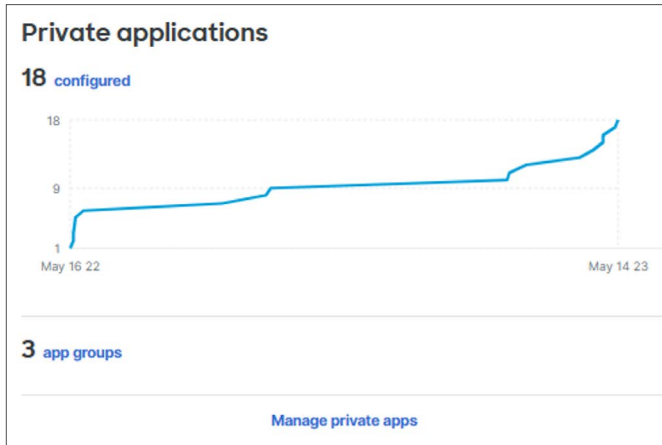 Private applications
18 configured
18
9
1
May 16 22 May 14 23
3 app groups
Manage private apps